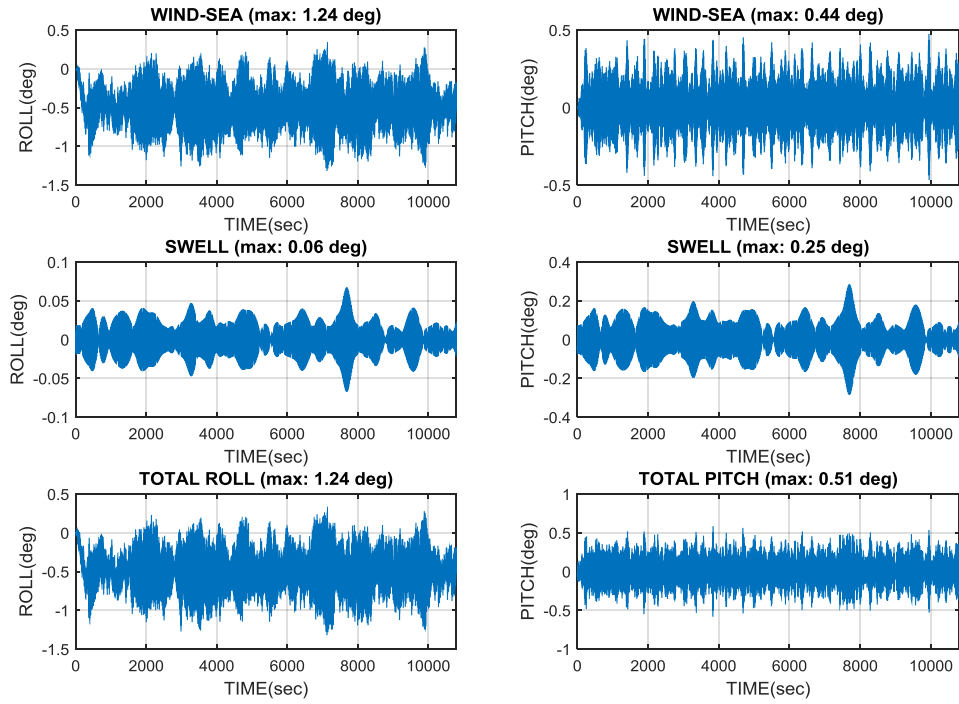 WIND-SEA (max: 1.24 deg)
0.5
0
-0.5
-1
-1.5
ROLL(deg)
0 2000 4000 6000 8000 10000
TIME(sec)
WIND-SEA (max: 0.44 deg)
0.5
0
-0.5
PITCH(deg)
0 2000 4000 6000 8000 10000
TIME(sec)
SWELL (max: 0.06 deg)
0.1
0.05
0
-0.05
-0.1
ROLL(deg)
0 2000 4000 6000 8000 10000
TIME(sec)
SWELL (max: 0.25 deg)
0.4
0.2
0
-0.2
-0.4
PITCH(deg)
0 2000 4000 6000 8000 10000
TIME(sec)
TOTAL ROLL (max: 1.24 deg)
0.5
0
-0.5
-1
-1.5
ROLL(deg)
0 2000 4000 6000 8000 10000
TIME(sec)
TOTAL PITCH (max: 0.51 deg)
1
0.5
0
-0.5
-1
PITCH(deg)
0 2000 4000 6000 8000 10000
TIME(sec)